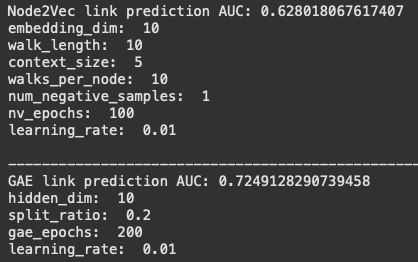 Node2Vec link prediction AUC: 0.628018067617407
embedding_dim:  10
walk_length:  10
context_size:  5
walks_per_node:  10
num_negative_samples:  1
nv_epochs:  100
learning_rate:  0.01
--------------------------------------------------
GAE link prediction AUC: 0.7249128290739458
hidden_dim:  10
split_ratio:  0.2
gae_epochs:  200
learning_rate:  0.01